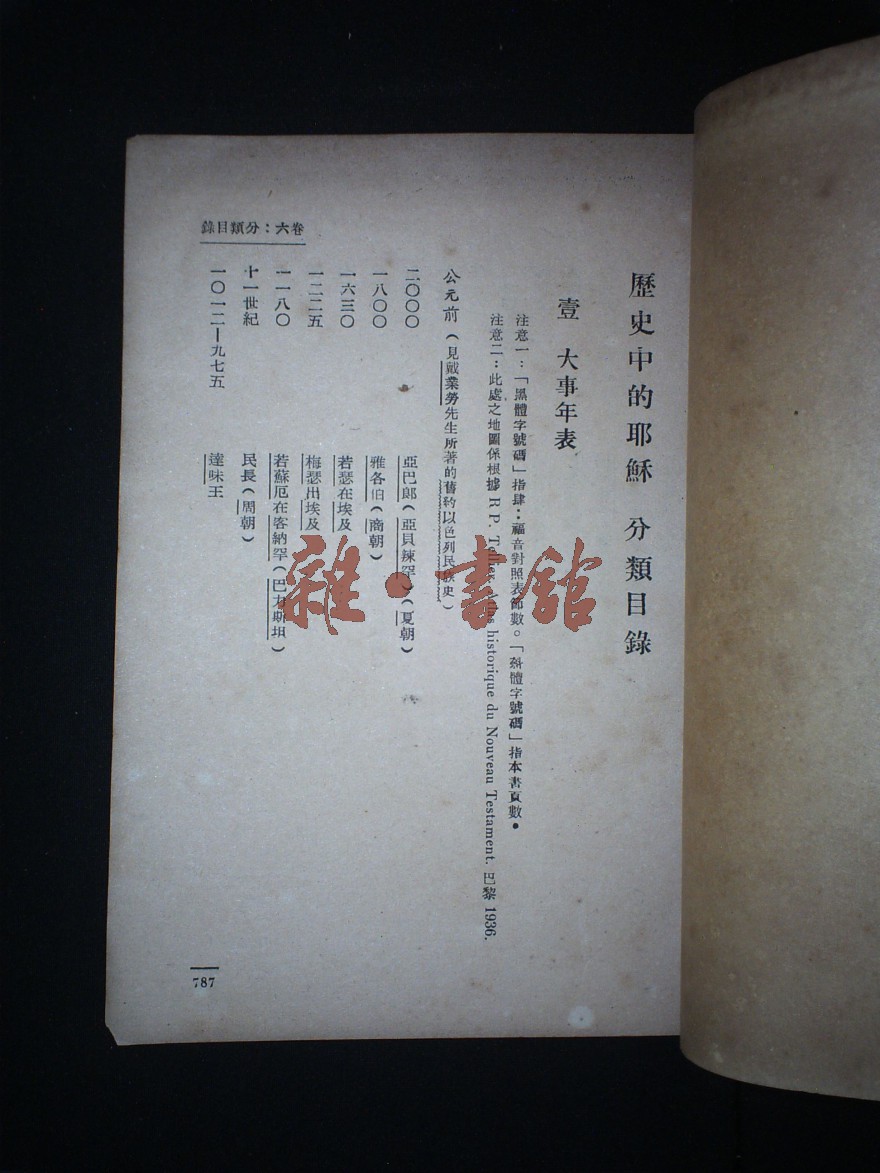 歷史中的耶穌 分類目錄
壹 大事年表
注意一：「黑體字號碼」指肆：福音對照表節數。「斜體字號碼」指本書頁數。
注意二：此處之地圖係根據 RP. historique du Nouveau Testament. 巴黎 1936.
公元前（見戴業勞先生所著的舊約以色列民族史）
二〇〇〇 亞巴郎（亞貝辣罕）（夏朝）
一八〇〇 雅各伯（商朝）
一六三〇 若瑟在埃及
一二二五 梅瑟出埃及
一一八〇 若蘇厄在客納罕（巴力斯坦）
十一世紀 民長（周朝）
一〇一二—九七五 達味王
卷六：分類目錄
787
雜·書館